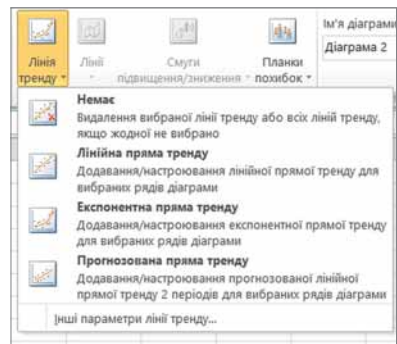 Ім'я діаграми
Діаграма 2
Лінія тренду
Лінії
Смуги підвищення/зниження
Планки похибок
Немає
Видалення вибраної лінії тренду або всіх ліній тренду,
якщо жодної не вибрано
Лінійна пряма тренду
Додавання/настроювання лінійної прямої тренду для
вибраних рядів діаграми
Експонентна пряма тренду
Додавання/настроювання експонентної прямої тренду
для вибраних рядів діаграми
Прогнозована пряма тренду
Додавання/настроювання прогнозованої лінійної
прямої тренду 2 періодів для вибраних рядів діаграми
Інші параметри лінії тренду...